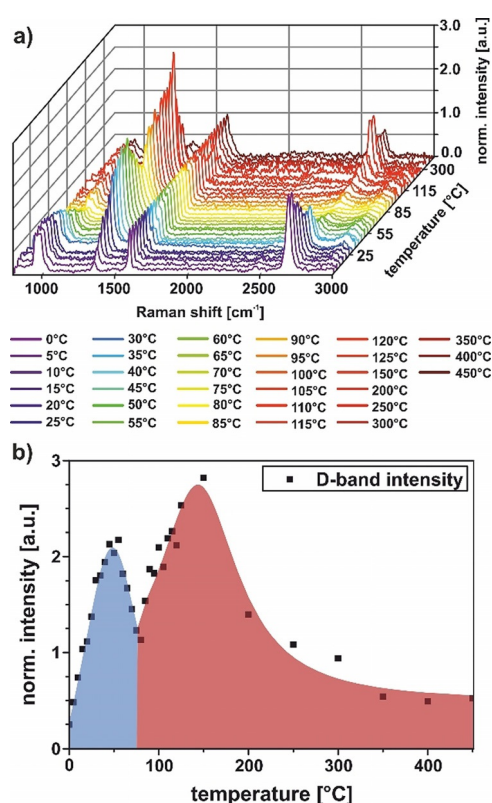 a)
3.0
2.0
1.0
0.0
norm. intensity [a.u.]
300
115
85
55
25
temperature [°C]
1000 1500 2000 2500 3000
Raman shift [cm-1]
0°C 30°C 60°C 90°C 120°C 350°C
5°C 35°C 65°C 95°C 125°C 400°C
10°C 40°C 70°C 100°C 150°C 450°C
15°C 45°C 75°C 105°C 200°C
20°C 50°C 80°C 110°C 250°C
25°C 55°C 85°C 115°C 300°C
b)
3
2
1
0
norm. intensity [a.u.]
D-band intensity
0 100 200 300 400
temperature [°C]